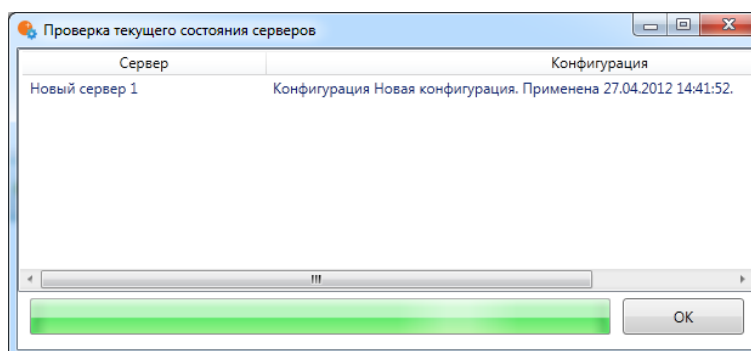 Проверка текущего состояния серверов
Сервер Конфигурация
Новый сервер 1 Конфигурация Новая конфигурация. Применена 27.04.2012 14:41:52.
OK